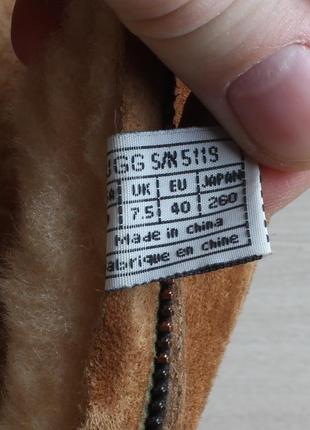 UGG S/N 5119
UK EU JAPAN
7.5 40 260
Made in China
Fabrique en Chine